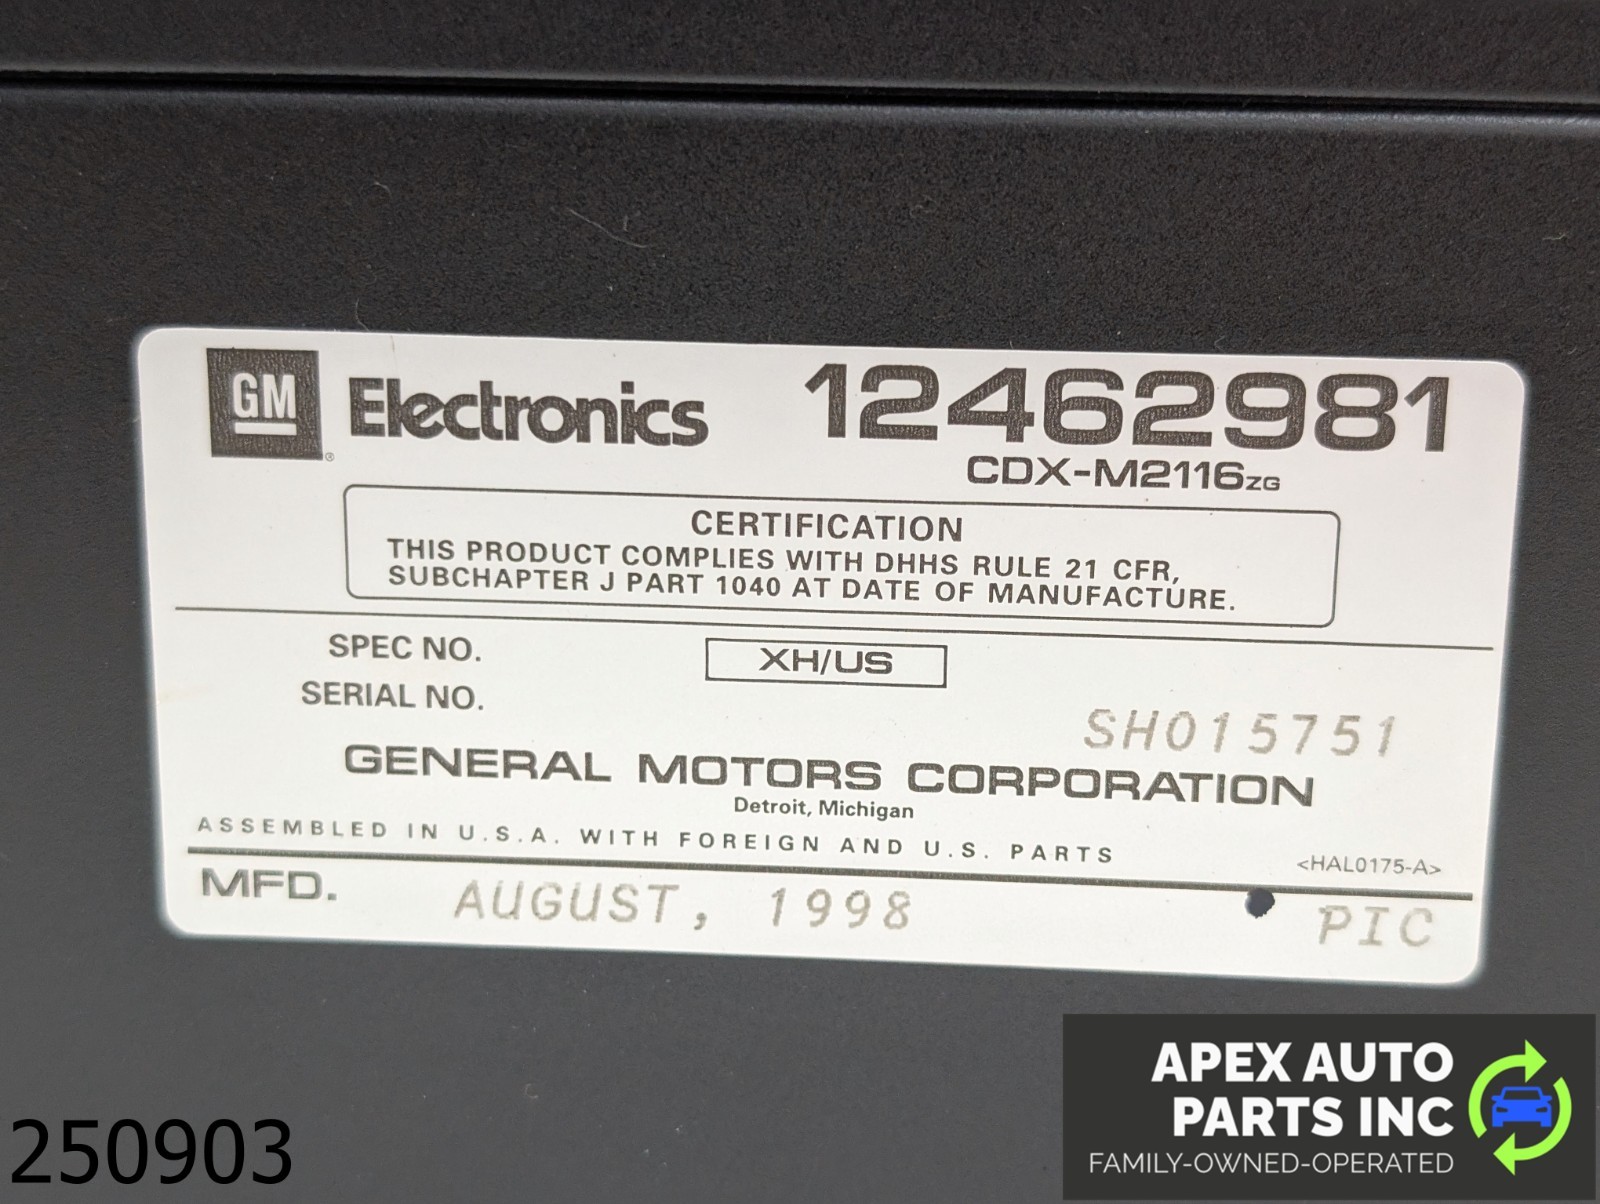 GM
®
Electronics
12462981
CDX-M2116ZG
CERTIFICATION
THIS PRODUCT COMPLIES WITH DHHS RULE 21 CFR,
SUBCHAPTER J PART 1040 AT DATE OF MANUFACTURE.
SPEC NO.
XH/US
SERIAL NO.
SH015751
GENERAL MOTORS CORPORATION
Detroit, Michigan
ASSEMBLED IN U.S.A. WITH FOREIGN AND U.S. PARTS
<HAL0175-A>
MFD.
AUGUST, 1998
PIC
250903
APEX AUTO
PARTS INC
FAMILY-OWNED-OPERATED